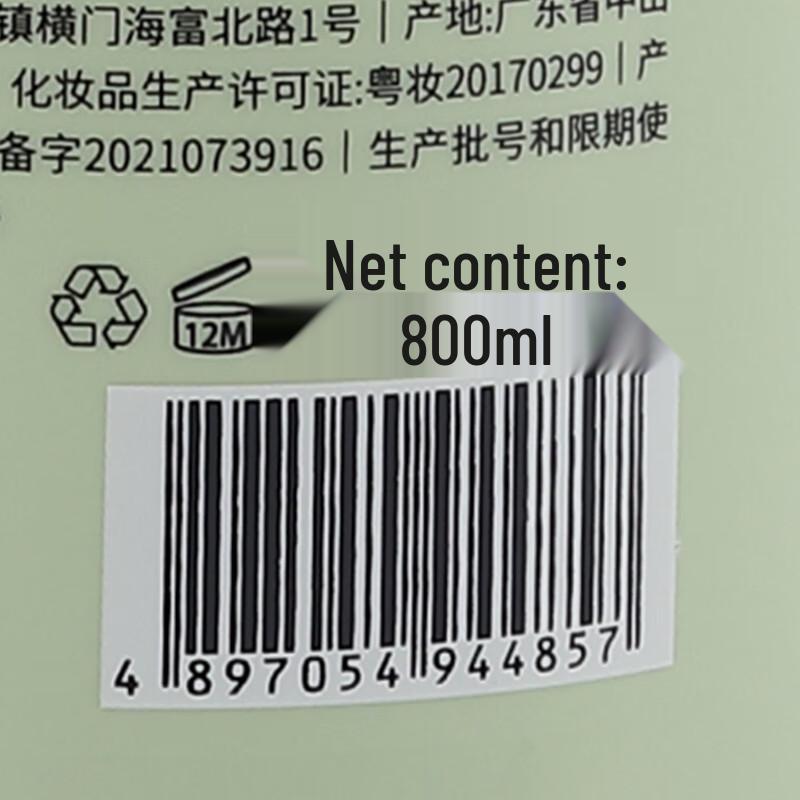 镇横门海富北路1号｜产地:广东省中山
化妆品生产许可证:粤妆20170299｜产
备字2021073916｜生产批号和限期使
Net content:
12M
800ml
4 897054 944857